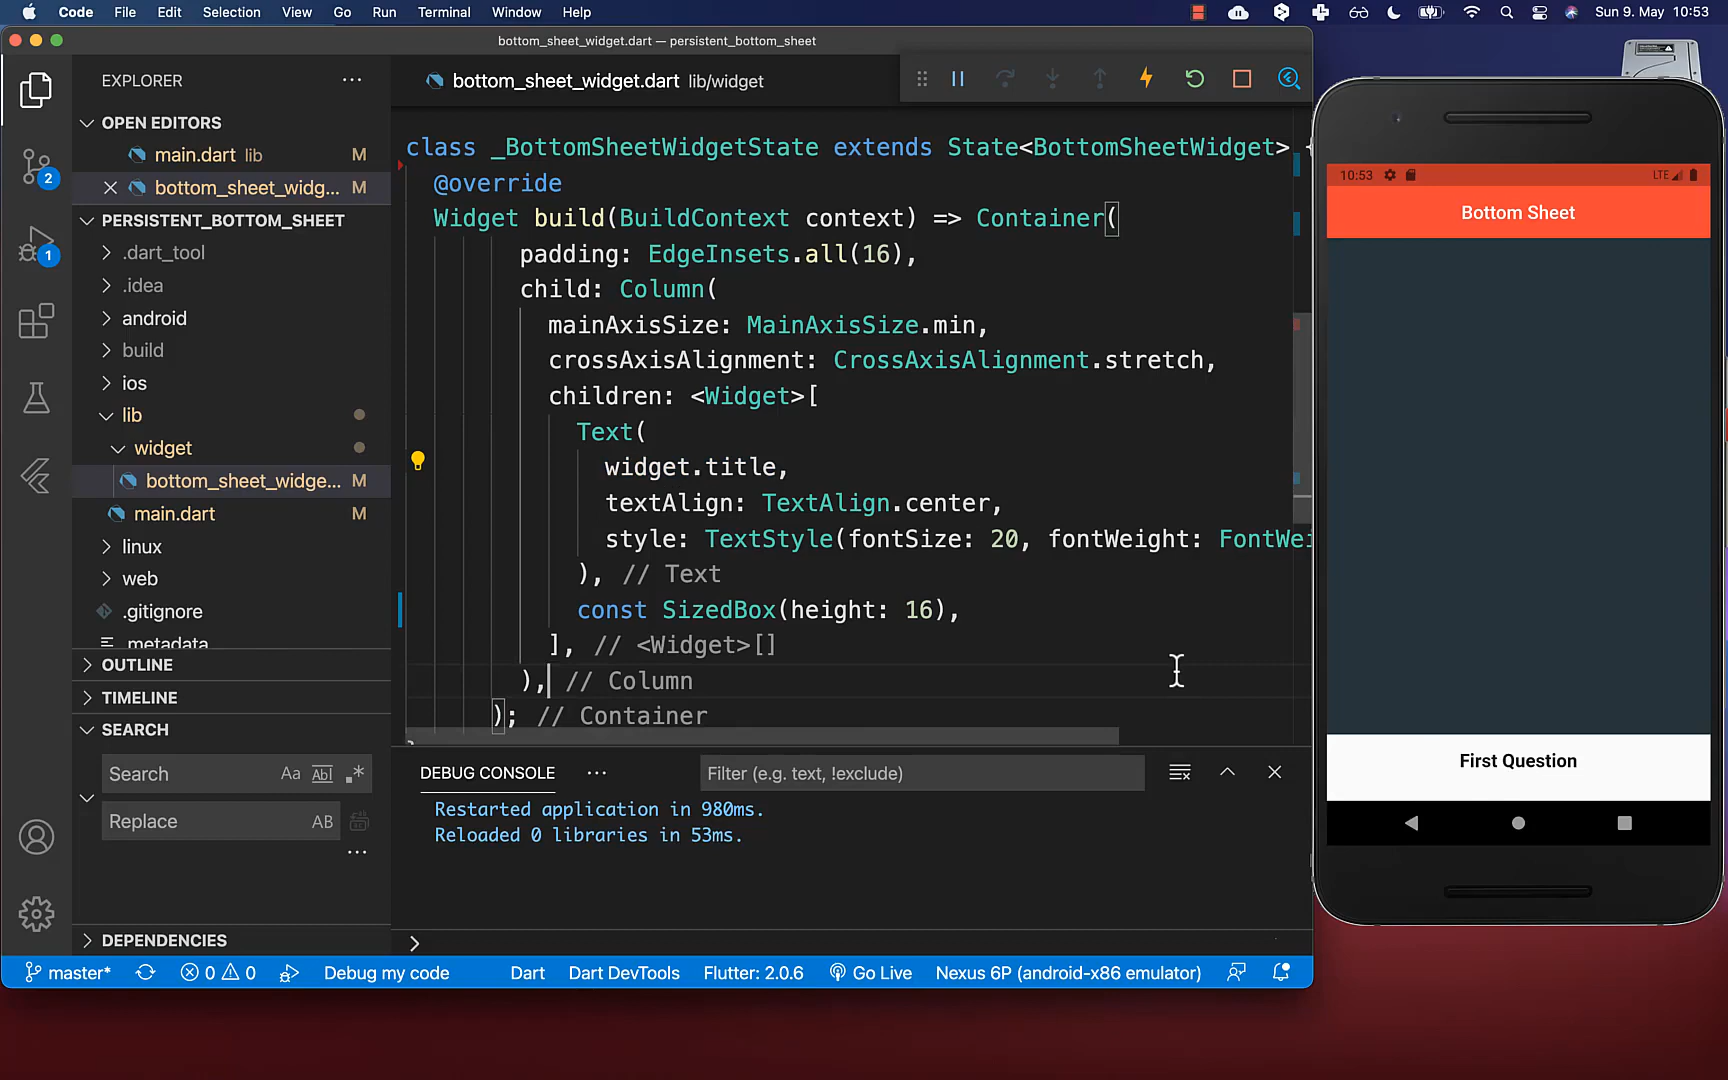 Code File Edit Selection View Go Run Terminal Window Help Sun 9. May 10:53
bottom_sheet_widget.dart — persistent_bottom_sheet
EXPLORER
OPEN EDITORS
main.dart lib M
bottom_sheet_widg... M
PERSISTENT_BOTTOM_SHEET
.dart_tool
.idea
android
build
ios
lib
widget
bottom_sheet_widge... M
main.dart M
linux
web
.gitignore
.metadata
OUTLINE
TIMELINE
SEARCH
Search Aa Abl .*
Replace AB
DEPENDENCIES
2
1
bottom_sheet_widget.dart lib/widget
class _BottomSheetWidgetState extends State<BottomSheetWidget> {
@override
Widget build(BuildContext context) => Container(
padding: EdgeInsets.all(16),
child: Column(
mainAxisSize: MainAxisSize.min,
crossAxisAlignment: CrossAxisAlignment.stretch,
children: <Widget>[
Text(
widget.title,
textAlign: TextAlign.center,
style: TextStyle(fontSize: 20, fontWeight: FontWei
), // Text
const SizedBox(height: 16),
], // <Widget>[]
), // Column
); // Container
DEBUG CONSOLE
Filter (e.g. text, !exclude)
Restarted application in 980ms.
Reloaded 0 libraries in 53ms.
master* 0 0 Debug my code Dart Dart DevTools Flutter: 2.0.6 Go Live Nexus 6P (android-x86 emulator)
10:53 LTE
Bottom Sheet
First Question